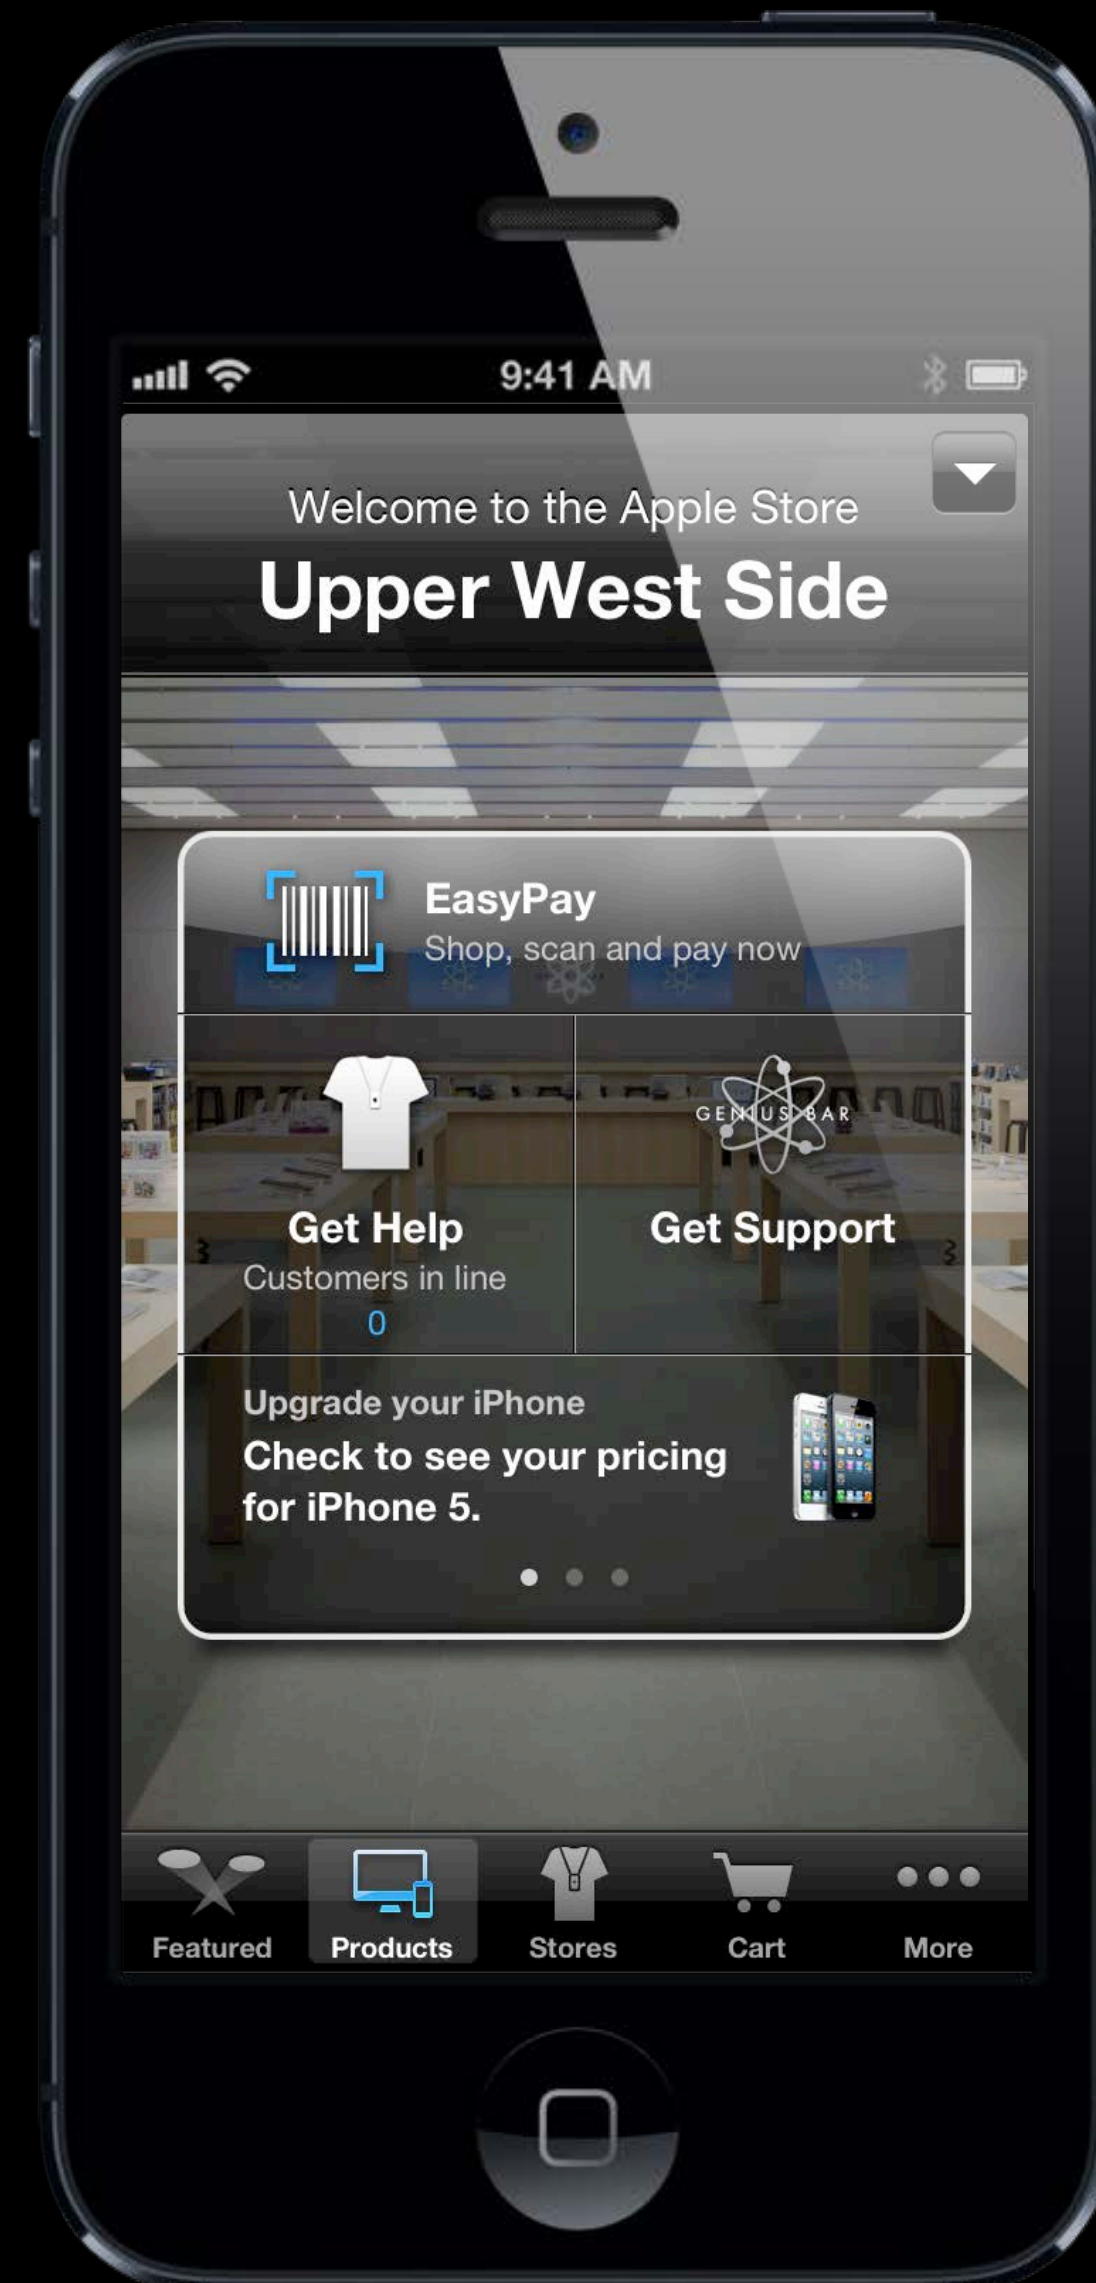 9:41 AM
Welcome to the Apple Store
Upper West Side
EasyPay
Shop, scan and pay now
GENIUS BAR
Get Help
Get Support
Customers in line
0
Upgrade your iPhone
Check to see your pricing
for iPhone 5.
Featured
Products
Stores
Cart
More